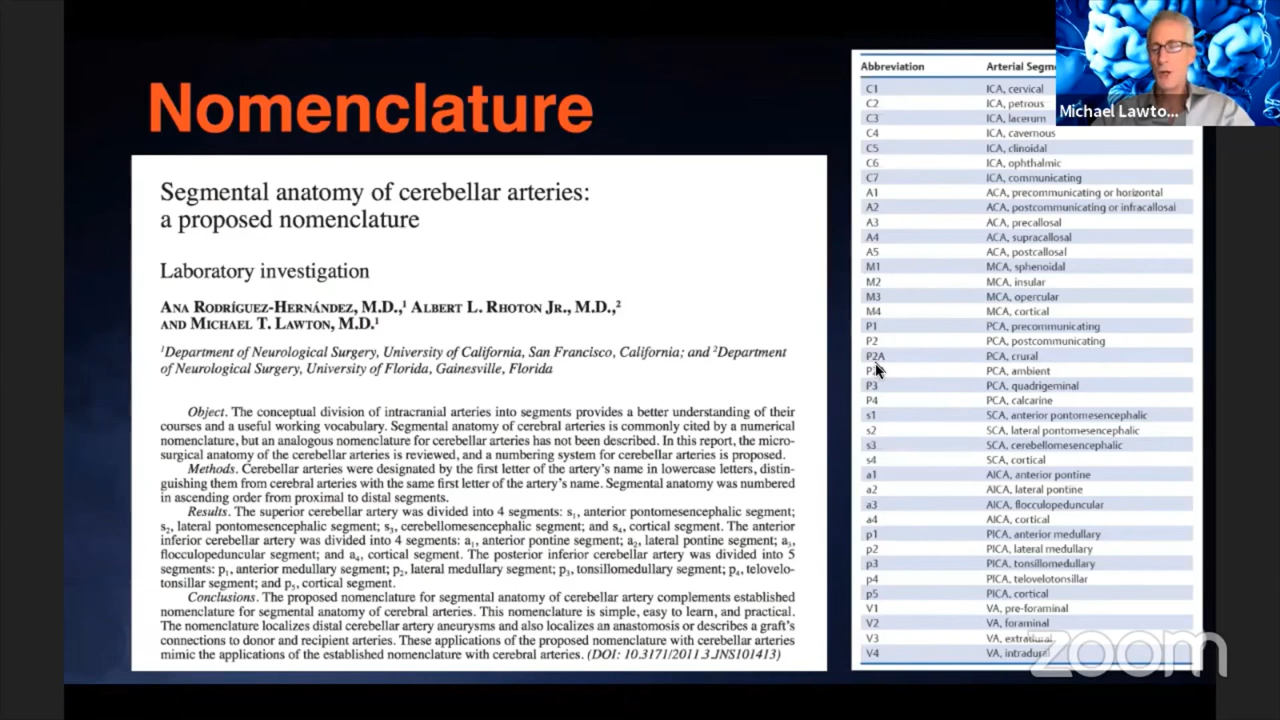 Nomenclature
Segmental anatomy of cerebellar arteries:
a proposed nomenclature
Laboratory investigation
Ana Rodríguez-Hernández, M.D.,¹ Albert L. Rhoton Jr., M.D.,²
and Michael T. Lawton, M.D.¹
¹Department of Neurological Surgery, University of California, San Francisco, California; and ²Department
of Neurological Surgery, University of Florida, Gainesville, Florida
Object. The conceptual division of intracranial arteries into segments provides a better understanding of their
courses and a useful working vocabulary. Segmental anatomy of cerebral arteries is commonly cited by a numerical
nomenclature, but an analogous nomenclature for cerebellar arteries has not been described. In this report, the micro-
surgical anatomy of the cerebellar arteries is reviewed, and a numbering system for cerebellar arteries is proposed.
Methods. Cerebellar arteries were designated by the first letter of the artery's name in lowercase letters, distin-
guishing them from cerebral arteries with the same first letter of the artery's name. Segmental anatomy was numbered
in ascending order from proximal to distal segments.
Results. The superior cerebellar artery was divided into 4 segments: s₁, anterior pontomesencephalic segment;
s₂, lateral pontomesencephalic segment; s₃, cerebellomesencephalic segment; and s₄, cortical segment. The anterior
inferior cerebellar artery was divided into 4 segments: a₁, anterior pontine segment; a₂, lateral pontine segment; a₃,
flocculopeduncular segment; and a₄, cortical segment. The posterior inferior cerebellar artery was divided into 5
segments: p₁, anterior medullary segment; p₂, lateral medullary segment; p₃, tonsillomedullary segment; p₄, telovelo-
tonsillar segment; and p₅, cortical segment.
Conclusions. The proposed nomenclature for segmental anatomy of cerebellar artery complements established
nomenclature for segmental anatomy of cerebral arteries. This nomenclature is simple, easy to learn, and practical.
The nomenclature localizes distal cerebellar artery aneurysms and also localizes an anastomosis or describes a graft's
connections to donor and recipient arteries. These applications of the proposed nomenclature with cerebellar arteries
mimic the applications of the established nomenclature with cerebral arteries. (DOI: 10.3171/2011.3.JNS101413)
Abbreviation Arterial Segm
C1 ICA, cervical
C2 ICA, petrous
C3 ICA, lacerum
C4 ICA, cavernous
C5 ICA, clinoidal
C6 ICA, ophthalmic
C7 ICA, communicating
A1 ACA, precommunicating or horizontal
A2 ACA, postcommunicating or infracallosal
A3 ACA, precallosal
A4 ACA, supracallosal
A5 ACA, postcallosal
M1 MCA, sphenoidal
M2 MCA, insular
M3 MCA, opercular
M4 MCA, cortical
P1 PCA, precommunicating
P2 PCA, postcommunicating
P2A PCA, crural
PCA, ambient
P3 PCA, quadrigeminal
P4 PCA, calcarine
s1 SCA, anterior pontomesencephalic
s2 SCA, lateral pontomesencephalic
s3 SCA, cerebellomesencephalic
s4 SCA, cortical
a1 AICA, anterior pontine
a2 AICA, lateral pontine
a3 AICA, flocculopeduncular
a4 AICA, cortical
p1 PICA, anterior medullary
p2 PICA, lateral medullary
p3 PICA, tonsillomedullary
p4 PICA, telovelotonsillar
p5 PICA, cortical
V1 VA, pre-foraminal
V2 VA, foraminal
V3 VA, extradural
V4 VA, intradural
Michael Lawto...
zoom